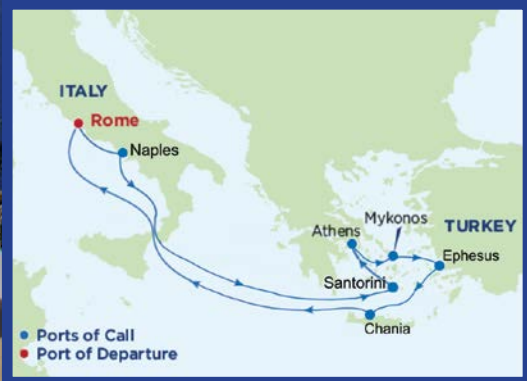 ITALY
Rome
Naples
Athens
Mykonos
TURKEY
Ephesus
Santorini
Chania
Ports of Call
Port of Departure